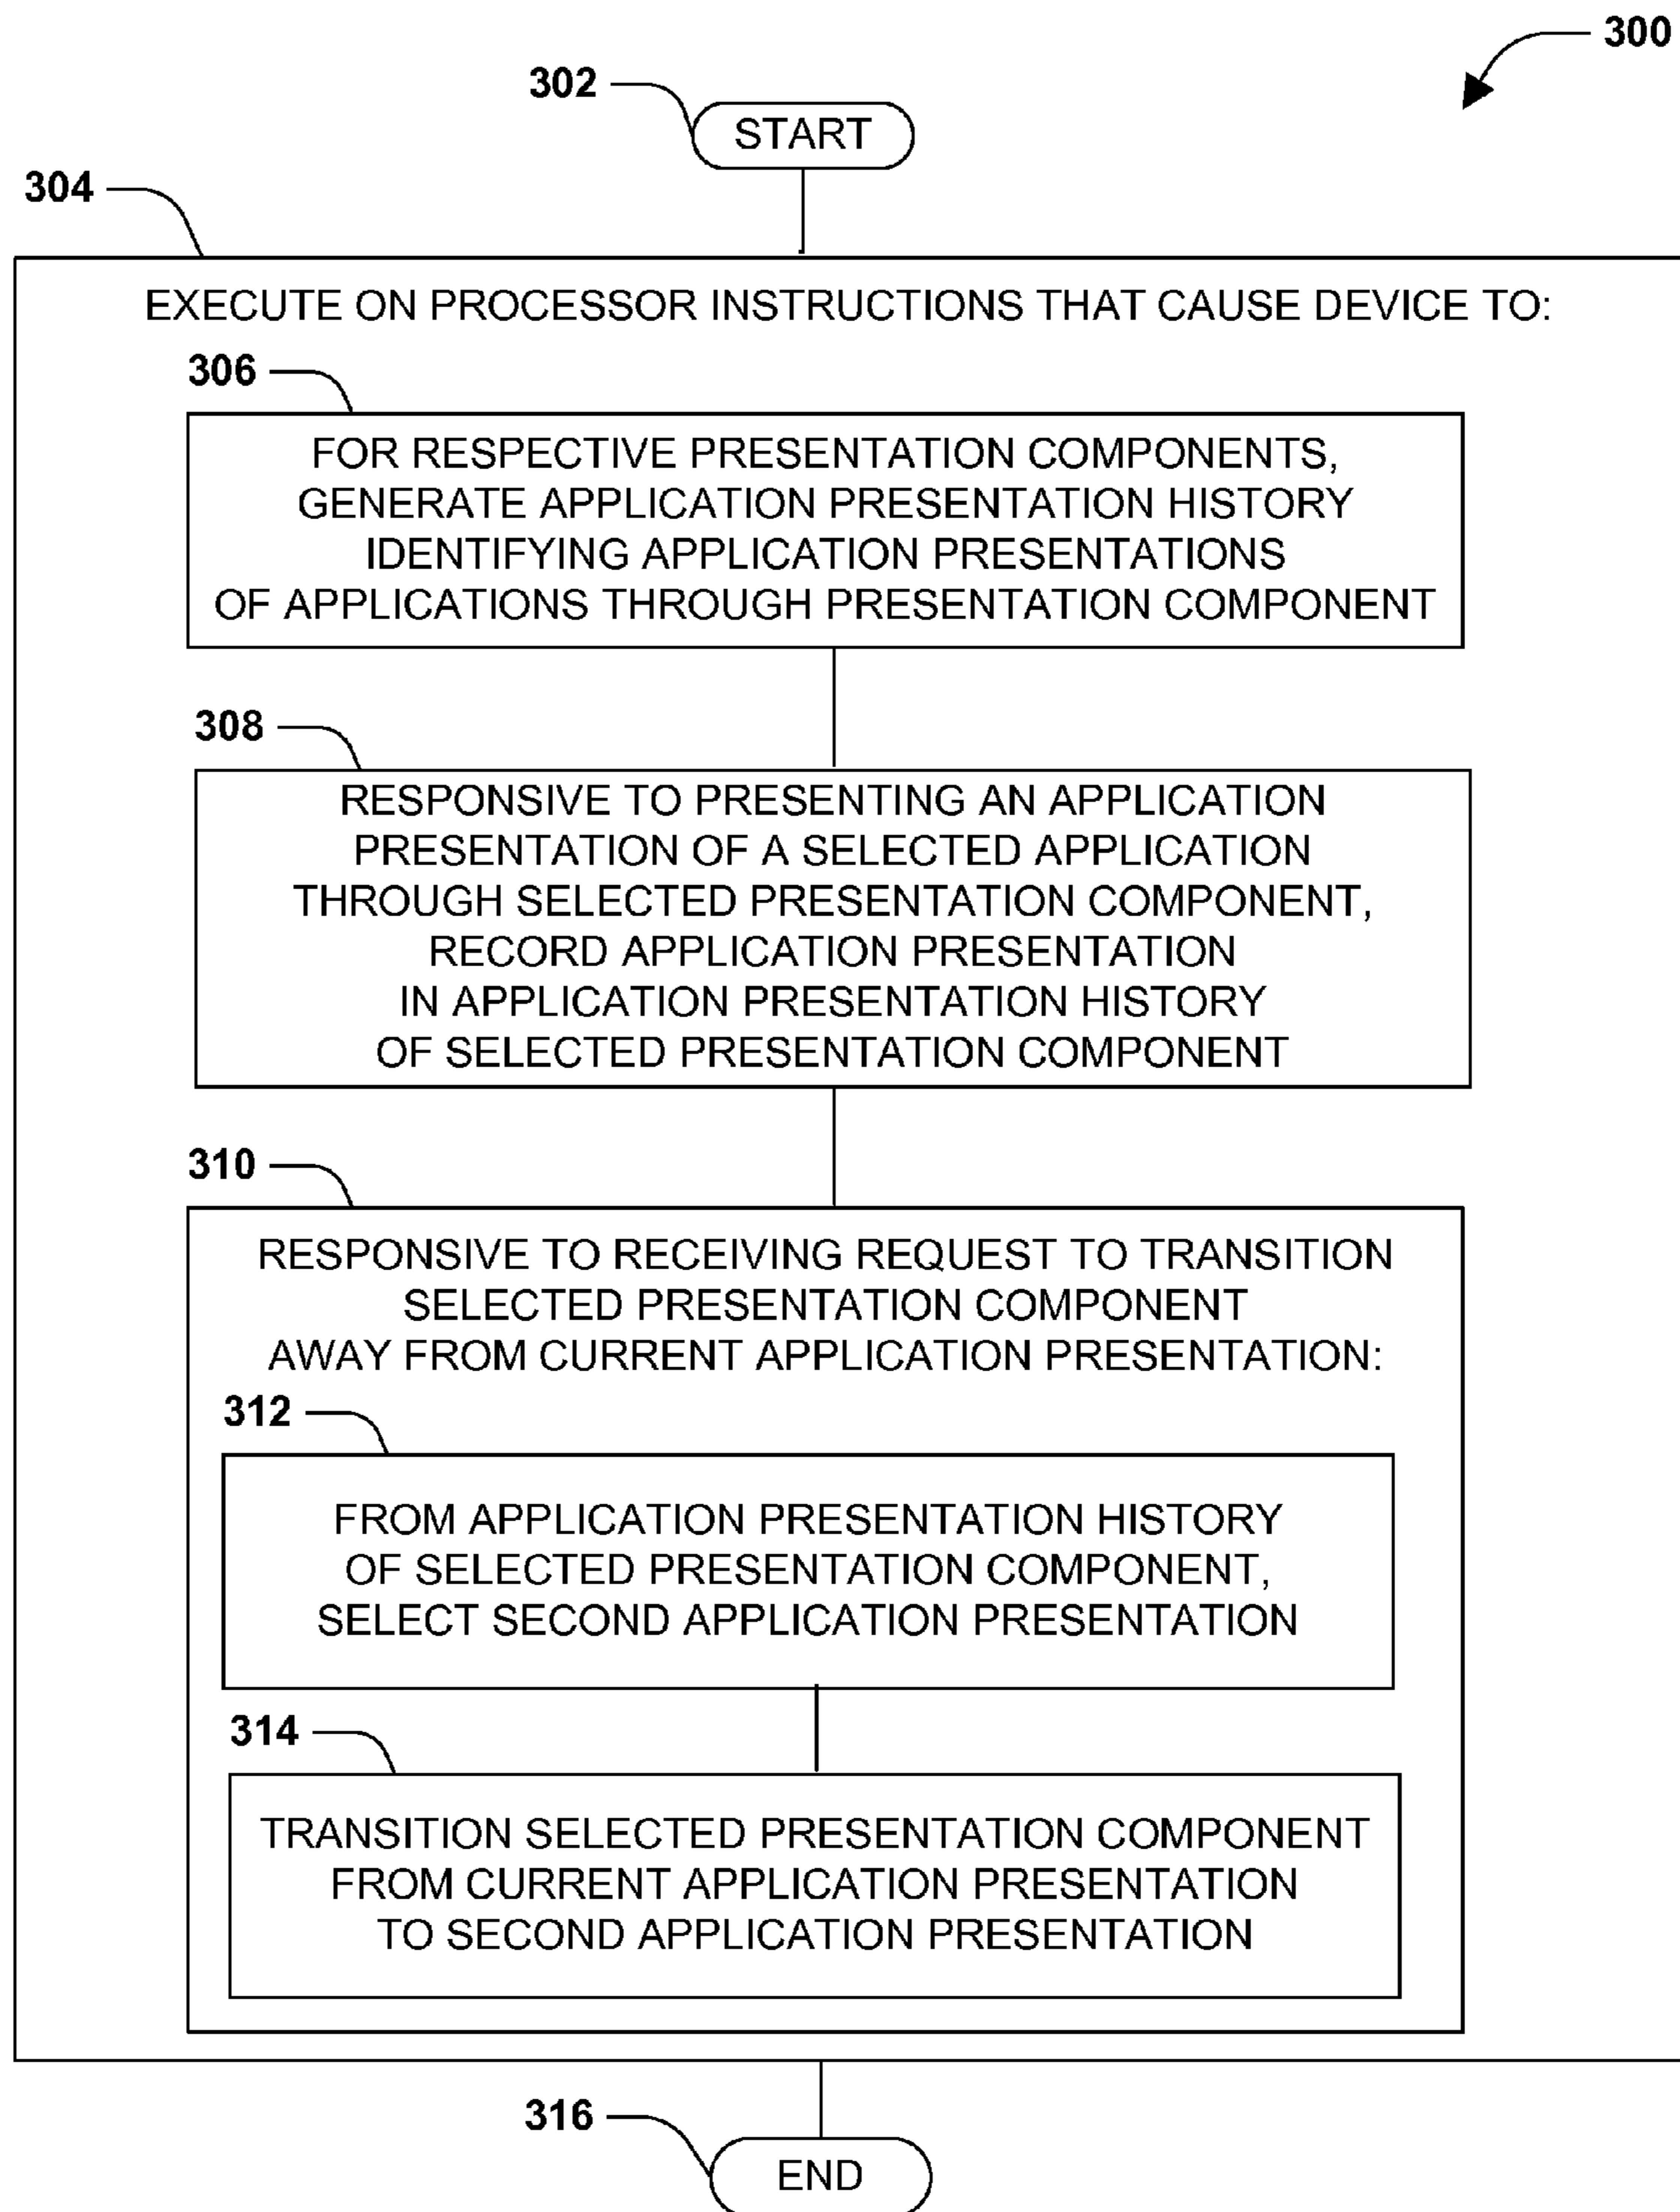 300
302
START
304
EXECUTE ON PROCESSOR INSTRUCTIONS THAT CAUSE DEVICE TO:
306
FOR RESPECTIVE PRESENTATION COMPONENTS,
GENERATE APPLICATION PRESENTATION HISTORY
IDENTIFYING APPLICATION PRESENTATIONS
OF APPLICATIONS THROUGH PRESENTATION COMPONENT
308
RESPONSIVE TO PRESENTING AN APPLICATION
PRESENTATION OF A SELECTED APPLICATION
THROUGH SELECTED PRESENTATION COMPONENT,
RECORD APPLICATION PRESENTATION
IN APPLICATION PRESENTATION HISTORY
OF SELECTED PRESENTATION COMPONENT
310
RESPONSIVE TO RECEIVING REQUEST TO TRANSITION
SELECTED PRESENTATION COMPONENT
AWAY FROM CURRENT APPLICATION PRESENTATION:
312
FROM APPLICATION PRESENTATION HISTORY
OF SELECTED PRESENTATION COMPONENT,
SELECT SECOND APPLICATION PRESENTATION
314
TRANSITION SELECTED PRESENTATION COMPONENT
FROM CURRENT APPLICATION PRESENTATION
TO SECOND APPLICATION PRESENTATION
316
END